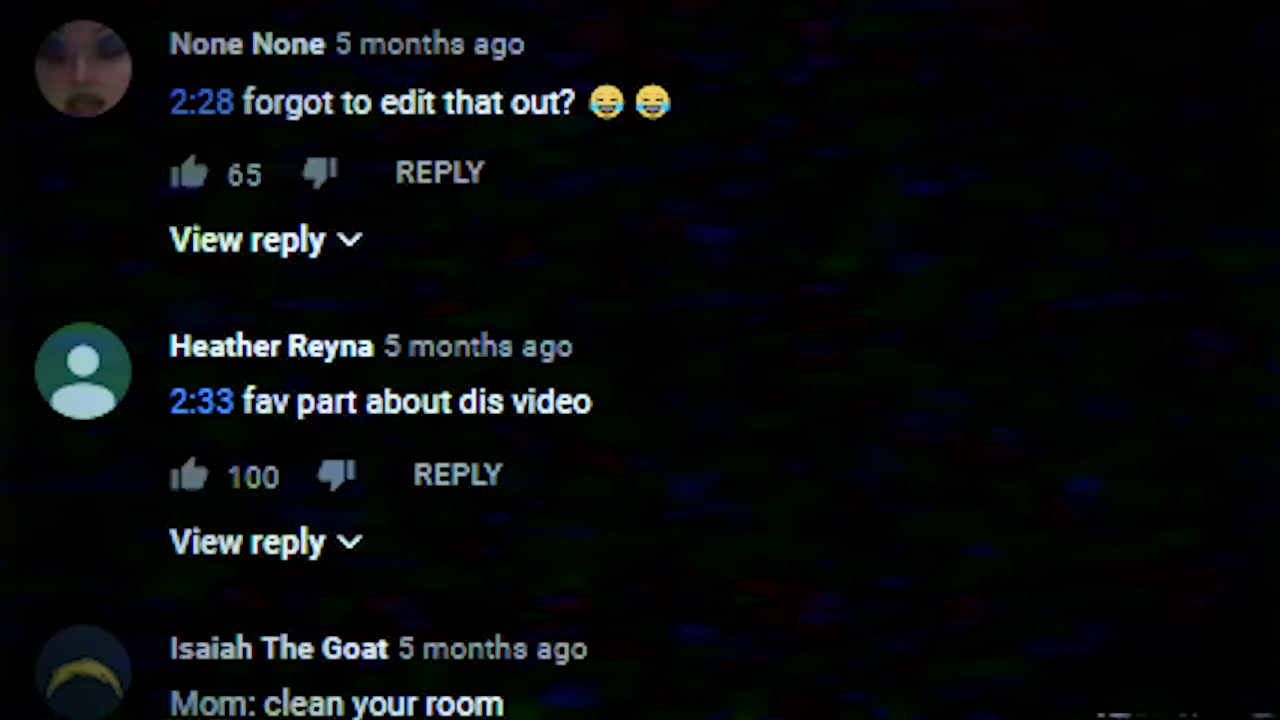 None None 5 months ago
2:28 forgot to edit that out? 😂 😂
65 REPLY
View reply
Heather Reyna 5 months ago
2:33 fav part about dis video
100 REPLY
View reply
Isaiah The Goat 5 months ago
Mom: clean your room